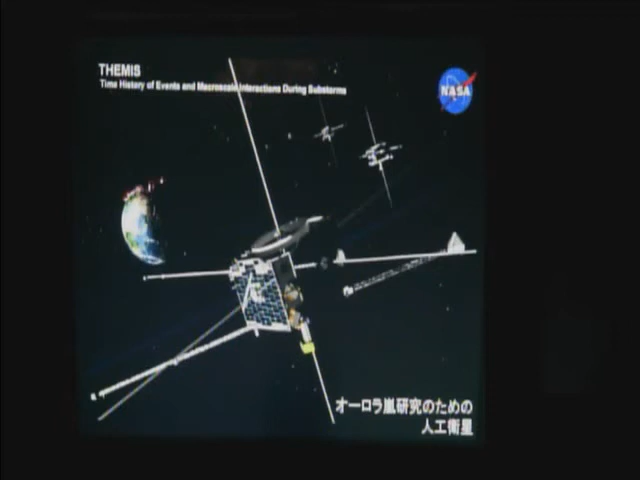 THEMIS
Time History of Events and Macroscale Interactions During Substorms
NASA
オーロラ嵐研究のための
人工衛星